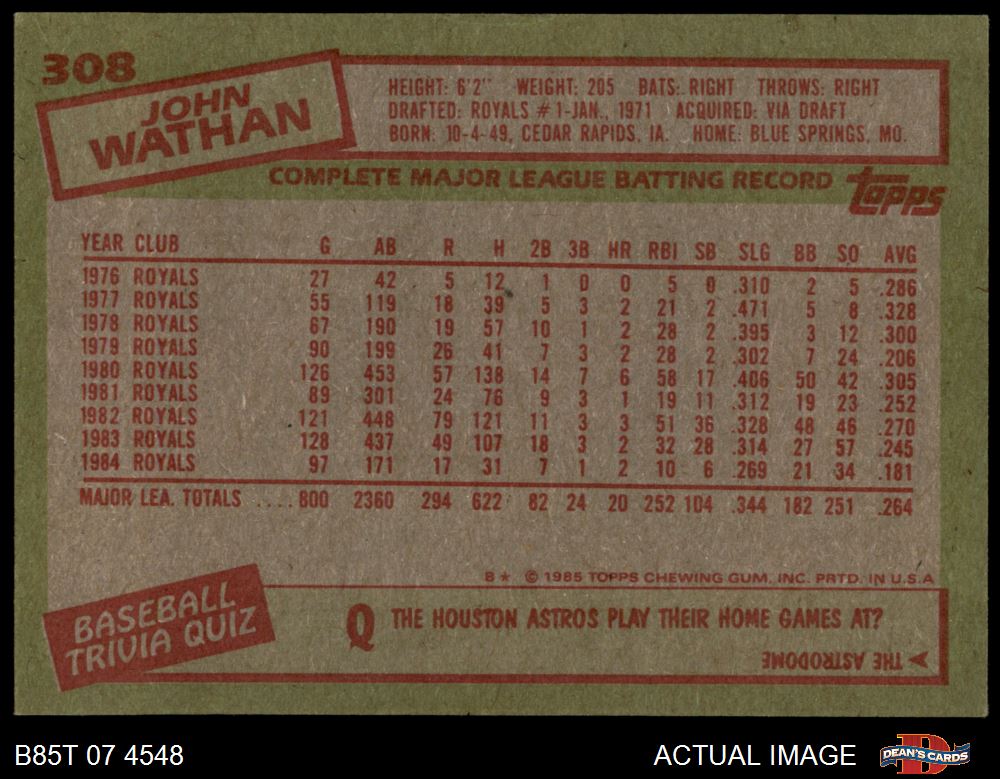 308
JOHN
WATHAN
HEIGHT: 6'2" WEIGHT: 205 BATS: RIGHT THROWS: RIGHT
DRAFTED: ROYALS #1-JAN., 1971 ACQUIRED: VIA DRAFT
BORN: 10-4-49, CEDAR RAPIDS, IA. HOME: BLUE SPRINGS, MO.
COMPLETE MAJOR LEAGUE BATTING RECORD
Topps
YEAR CLUB G AB R H 2B 3B HR RBI SB SLG BB SO AVG
1976 ROYALS 27 42 5 12 1 0 0 5 0 .310 2 5 .286
1977 ROYALS 55 119 18 39 5 3 2 21 2 .471 5 8 .328
1978 ROYALS 67 190 19 57 10 1 2 28 2 .395 3 12 .300
1979 ROYALS 90 199 26 41 7 3 2 28 2 .302 7 24 .206
1980 ROYALS 126 453 57 138 14 7 6 58 17 .406 50 42 .305
1981 ROYALS 89 301 24 76 9 3 1 19 11 .312 19 23 .252
1982 ROYALS 121 448 79 121 11 3 3 51 36 .328 48 46 .270
1983 ROYALS 128 437 49 107 18 3 2 32 28 .314 27 57 .245
1984 ROYALS 97 171 17 31 7 1 2 10 6 .269 21 34 .181
MAJOR LEA. TOTALS ....800 2360 294 622 82 24 20 252 104 .344 182 251 .264
B★ © 1985 TOPPS CHEWING GUM. INC. PRTD. IN U.S.A
BASEBALL
TRIVIA QUIZ
Q THE HOUSTON ASTROS PLAY THEIR HOME GAMES AT?
THE ASTRODOME
B85T 07 4548
ACTUAL IMAGE
D
DEAN'S CARDS